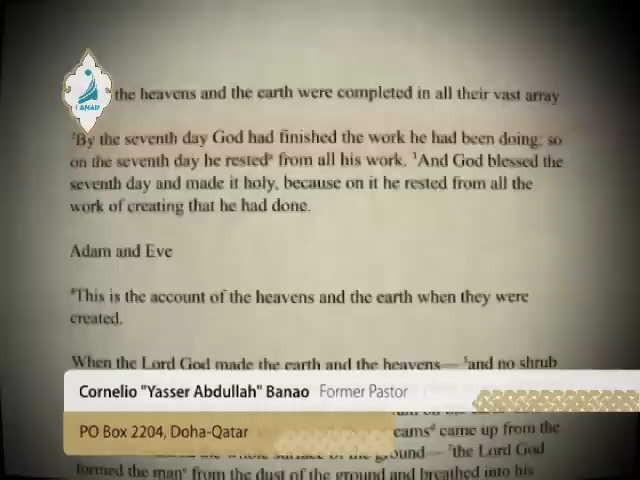 the heavens and the earth were completed in all their vast array
²By the seventh day God had finished the work he had been doing; so
on the seventh day he restedª from all his work. ³And God blessed the
seventh day and made it holy, because on it he rested from all the
work of creating that he had done.
Adam and Eve
⁴This is the account of the heavens and the earth when they were
created.
When the Lord God made the earth and the heavens— ⁵and no shrub
Cornelio "Yasser Abdullah" Banao Former Pastor
PO Box 2204, Doha-Qatar
came up from the
ground— ⁷the Lord God
formed the man from the dust of the ground and breathed into his